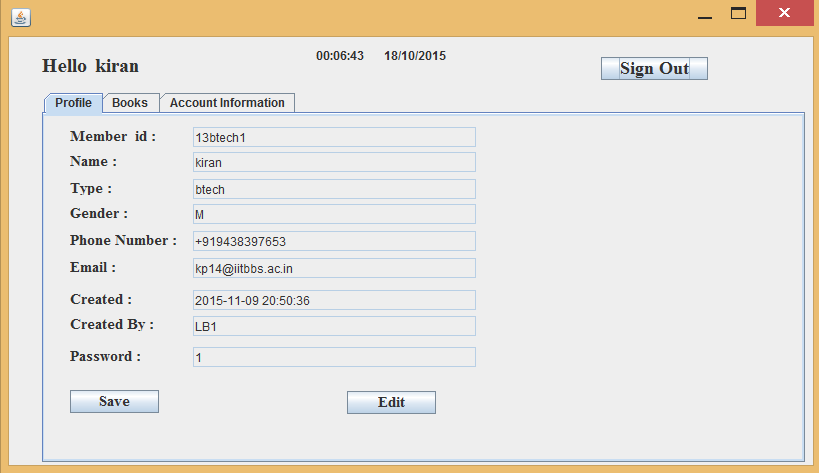 00:06:43 18/10/2015
Hello kiran
Sign Out
Profile Books Account Information
Member id : 13btech1
Name : kiran
Type : btech
Gender : M
Phone Number : +919438397653
Email : kp14@iitbbs.ac.in
Created : 2015-11-09 20:50:36
Created By : LB1
Password : 1
Save Edit